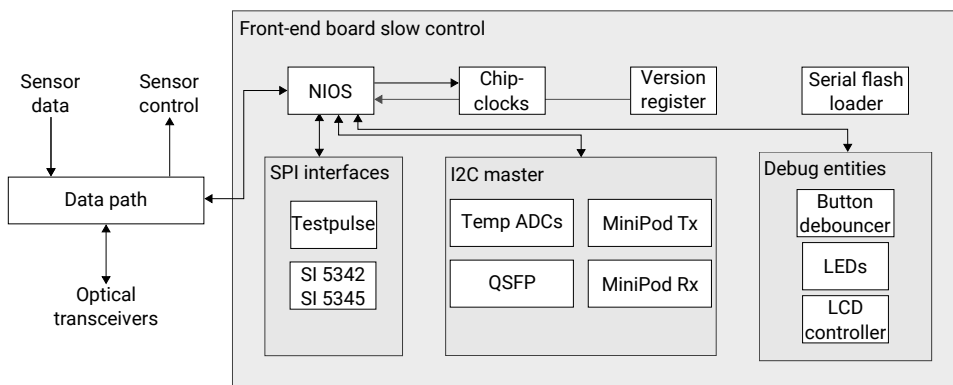 Front-end board slow control
Sensor
data
Sensor
control
NIOS
Chip-
clocks
Version
register
Serial flash
loader
Data path
Optical
transceivers
SPI interfaces
Testpulse
SI 5342
SI 5345
I2C master
Temp ADCs
MiniPod Tx
QSFP
MiniPod Rx
Debug entities
Button
debouncer
LEDs
LCD
controller